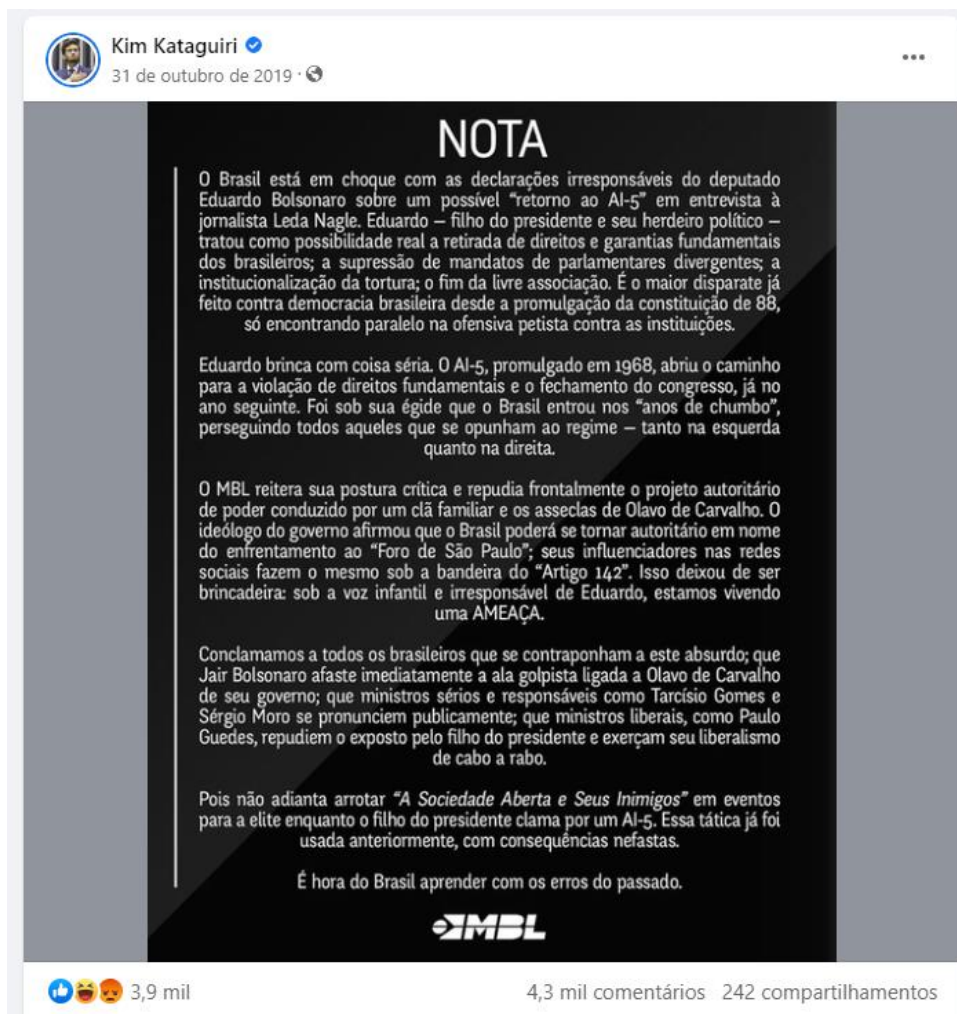 Kim Kataguiri
31 de outubro de 2019 ·
NOTA
O Brasil está em choque com as declarações irresponsáveis do deputado
Eduardo Bolsonaro sobre um possível “retorno ao AI-5” em entrevista à
jornalista Leda Nagle. Eduardo – filho do presidente e seu herdeiro político –
tratou como possibilidade real a retirada de direitos e garantias fundamentais
dos brasileiros; a supressão de mandatos de parlamentares divergentes; a
institucionalização da tortura; o fim da livre associação. É o maior disparate já
feito contra democracia brasileira desde a promulgação da constituição de 88,
só encontrando paralelo na ofensiva petista contra as instituições.
Eduardo brinca com coisa séria. O AI-5, promulgado em 1968, abriu o caminho
para a violação de direitos fundamentais e o fechamento do congresso, já no
ano seguinte. Foi sob sua égide que o Brasil entrou nos “anos de chumbo”,
perseguindo todos aqueles que se opunham ao regime – tanto na esquerda
quanto na direita.
O MBL reitera sua postura crítica e repudia frontalmente o projeto autoritário
de poder conduzido por um clã familiar e os asseclas de Olavo de Carvalho. O
ideólogo do governo afirmou que o Brasil poderá se tornar autoritário em nome
do enfrentamento ao “Foro de São Paulo”; seus influenciadores nas redes
sociais fazem o mesmo sob a bandeira do “Artigo 142”. Isso deixou de ser
brincadeira: sob a voz infantil e irresponsável de Eduardo, estamos vivendo
uma AMEAÇA.
Conclamamos a todos os brasileiros que se contraponham a este absurdo; que
Jair Bolsonaro afaste imediatamente a ala golpista ligada a Olavo de Carvalho
de seu governo; que ministros sérios e responsáveis como Tarcísio Gomes e
Sérgio Moro se pronunciem publicamente; que ministros liberais, como Paulo
Guedes, repudiem o exposto pelo filho do presidente e exerçam seu liberalismo
de cabo a rabo.
Pois não adianta arrotar “A Sociedade Aberta e Seus Inimigos” em eventos
para a elite enquanto o filho do presidente clama por um AI-5. Essa tática já foi
usada anteriormente, com consequências nefastas.
É hora do Brasil aprender com os erros do passado.
MBL
3,9 mil
4,3 mil comentários 242 compartilhamentos